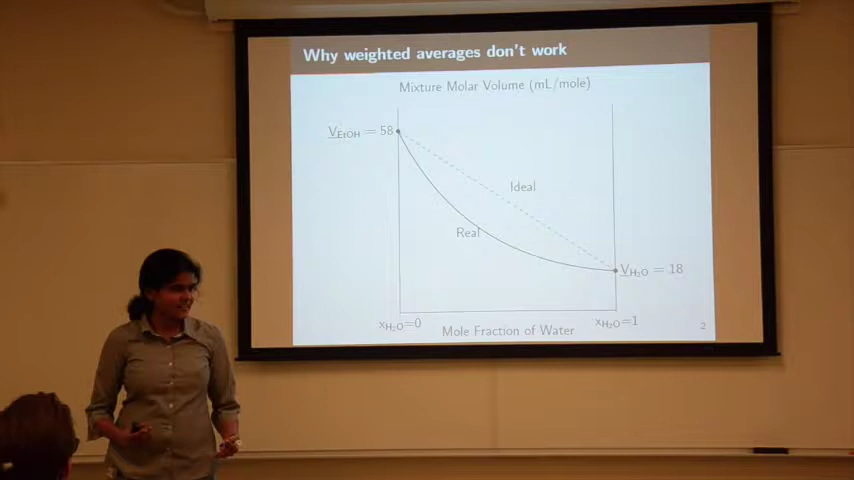 Why weighted averages don't work
Mixture Molar Volume (mL/mole)
V_EtOH = 58
Ideal
Real
V_H₂O = 18
x_H₂O=0
Mole Fraction of Water
x_H₂O=1
2